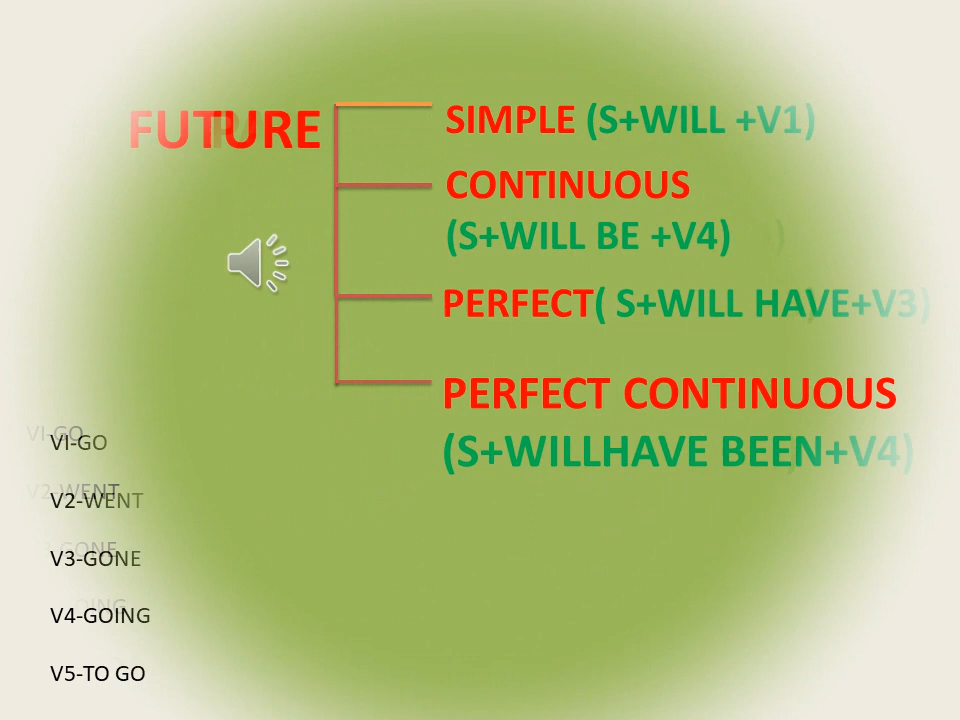 FUTURE
SIMPLE (S+WILL +V1)
CONTINUOUS
(S+WILL BE +V4)
PERFECT( S+WILL HAVE+V3)
PERFECT CONTINUOUS
(S+WILLHAVE BEEN+V4)
VI-GO
V2-WENT
V3-GONE
V4-GOING
V5-TO GO